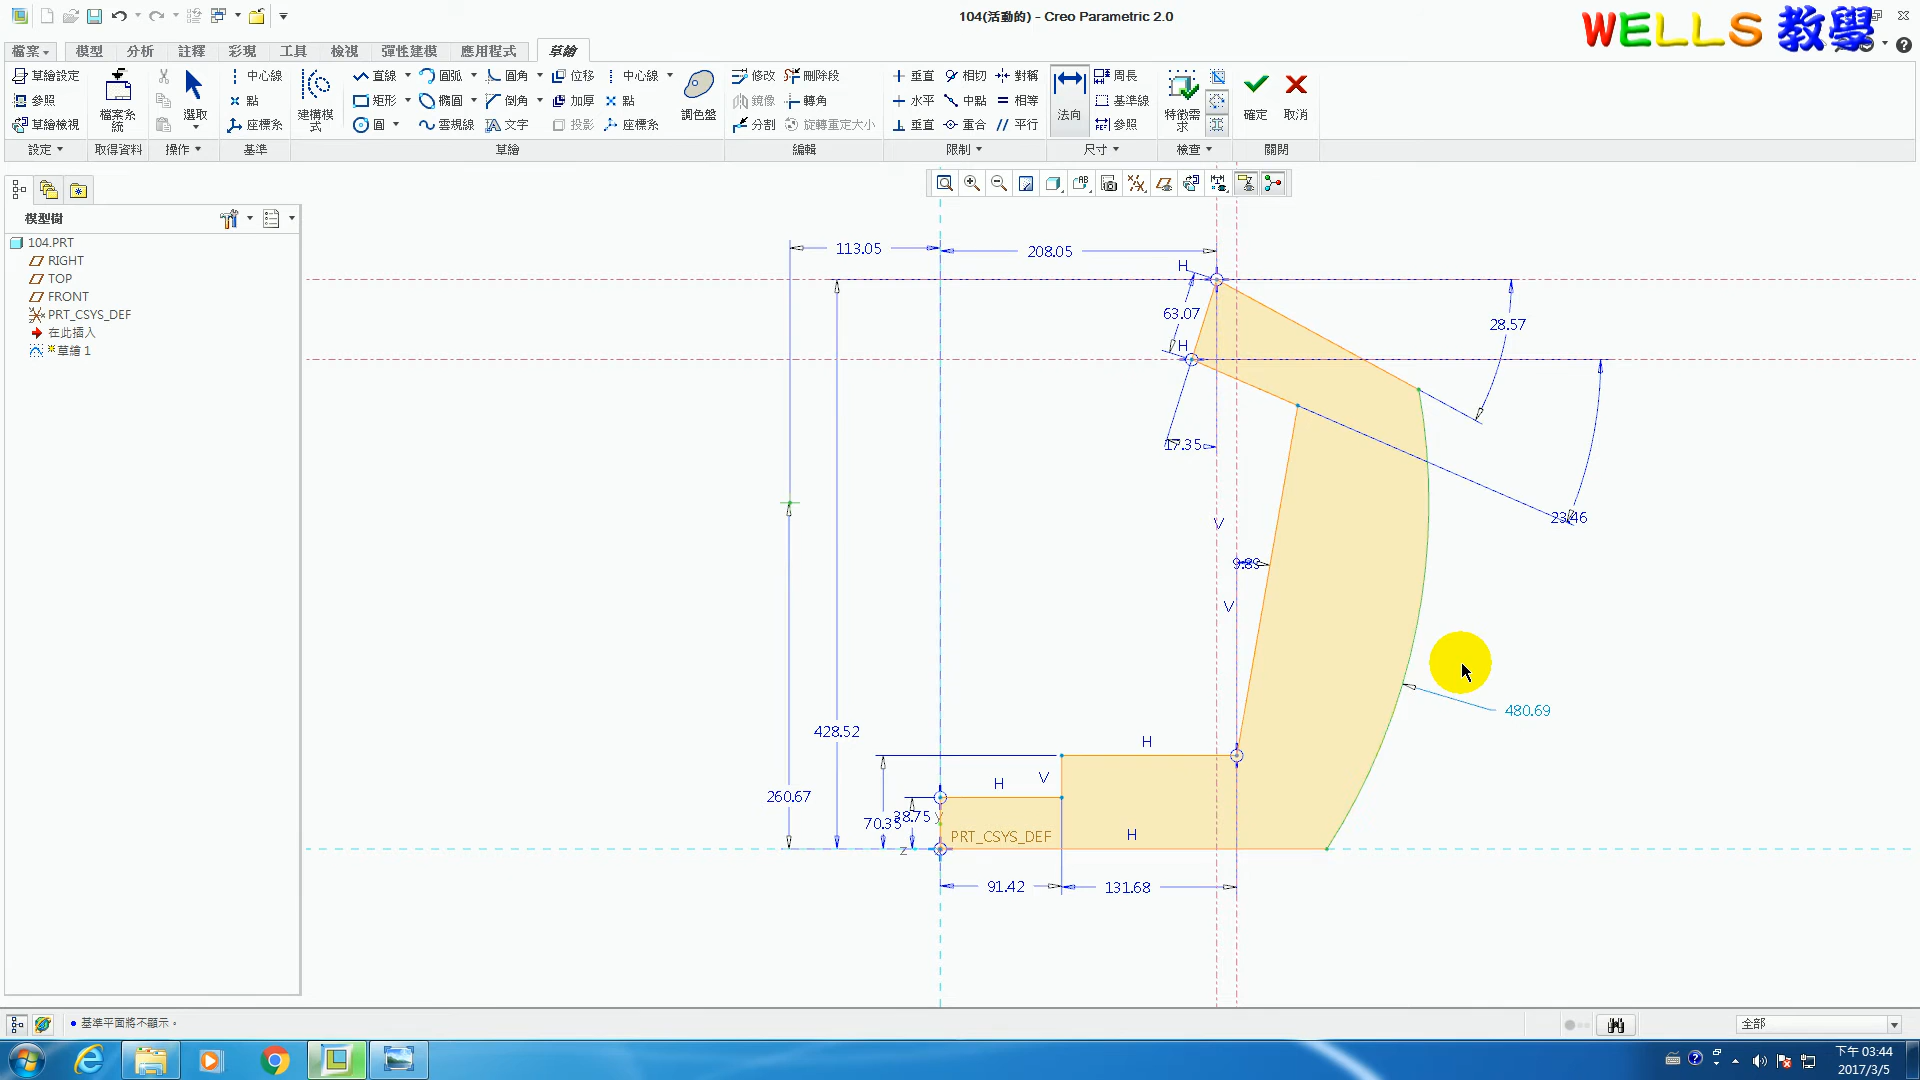 104(活動的) - Creo Parametric 2.0
WELLS 教學
檔案 模型 分析 註釋 彩現 工具 檢視 彈性建模 應用程式 草繪
草繪設定 中心線 直線 圓弧 圓角 位移 中心線 修改 刪除段 垂直 相切 對稱 周長
參照 點 矩形 橢圓 倒角 加厚 點 鏡像 轉角 水平 中點 相等 基準線
草繪檢視 座標系 圓 雲規線 文字 投影 座標系 分割 旋轉重定大小 垂直 重合 平行 參照
檔案系統 選取 建構模式 調色盤 法向 特徵需求 確定 取消
設定 取得資料 操作 基準 草繪 編輯 限制 尺寸 檢查 關閉
模型樹
104.PRT
RIGHT
TOP
FRONT
PRT_CSYS_DEF
在此插入
草繪 1
113.05
208.05
H
63.07
28.57
H
17.35
23.46
V
9.89
V
480.69
428.52
H
V
H
260.67
38.75
y
70.35
PRT_CSYS_DEF
H
z
91.42
131.68
基準平面將不顯示。
全部
下午 03:44
2017/3/5